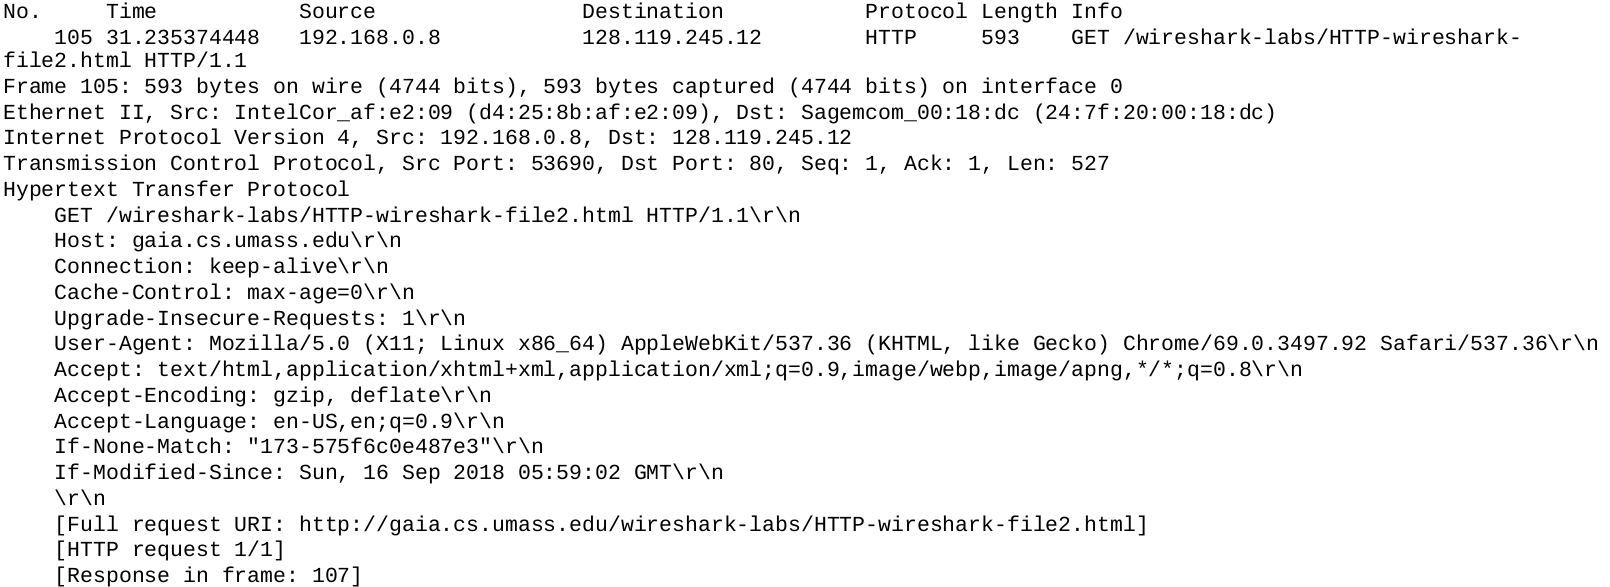 No.     Time           Source                Destination           Protocol Length Info
    105 31.235374448   192.168.0.8           128.119.245.12        HTTP     593    GET /wireshark-labs/HTTP-wireshark-
file2.html HTTP/1.1
Frame 105: 593 bytes on wire (4744 bits), 593 bytes captured (4744 bits) on interface 0
Ethernet II, Src: IntelCor_af:e2:09 (d4:25:8b:af:e2:09), Dst: Sagemcom_00:18:dc (24:7f:20:00:18:dc)
Internet Protocol Version 4, Src: 192.168.0.8, Dst: 128.119.245.12
Transmission Control Protocol, Src Port: 53690, Dst Port: 80, Seq: 1, Ack: 1, Len: 527
Hypertext Transfer Protocol
    GET /wireshark-labs/HTTP-wireshark-file2.html HTTP/1.1\r\n
    Host: gaia.cs.umass.edu\r\n
    Connection: keep-alive\r\n
    Cache-Control: max-age=0\r\n
    Upgrade-Insecure-Requests: 1\r\n
    User-Agent: Mozilla/5.0 (X11; Linux x86_64) AppleWebKit/537.36 (KHTML, like Gecko) Chrome/69.0.3497.92 Safari/537.36\r\n
    Accept: text/html,application/xhtml+xml,application/xml;q=0.9,image/webp,image/apng,*/*;q=0.8\r\n
    Accept-Encoding: gzip, deflate\r\n
    Accept-Language: en-US,en;q=0.9\r\n
    If-None-Match: "173-575f6c0e487e3"\r\n
    If-Modified-Since: Sun, 16 Sep 2018 05:59:02 GMT\r\n
    \r\n
    [Full request URI: http://gaia.cs.umass.edu/wireshark-labs/HTTP-wireshark-file2.html]
    [HTTP request 1/1]
    [Response in frame: 107]